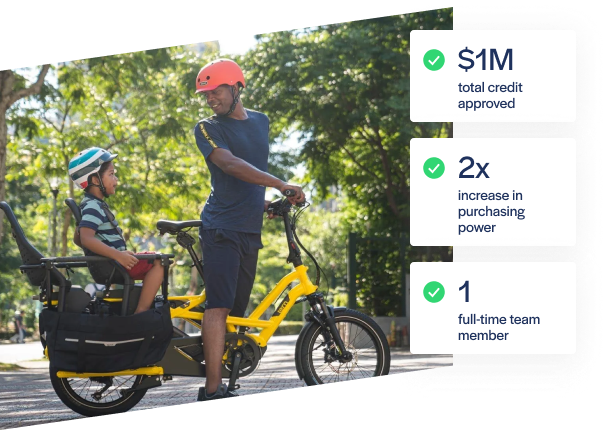 $1M
total credit
approved
2x
increase in
purchasing
power
1
full-time team
member